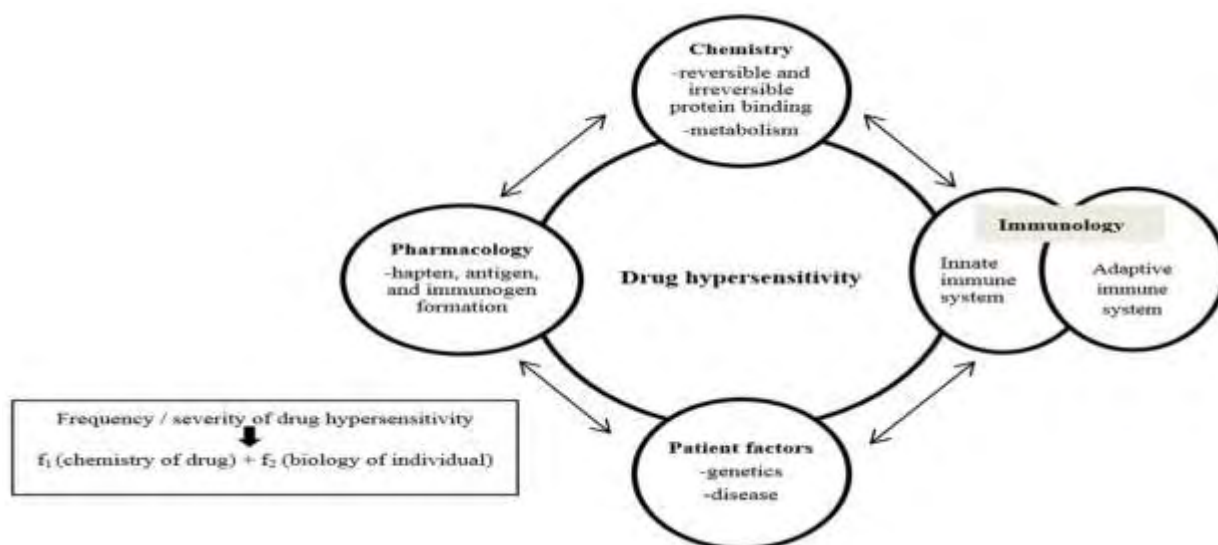 Chemistry
-reversible and
irreversible
protein binding
-metabolism
Pharmacology
-hapten, antigen,
and immunogen
formation
Drug hypersensitivity
Immunology
Innate
immune
system
Adaptive
immune
system
Patient factors
-genetics
-disease
Frequency / severity of drug hypersensitivity
f₁ (chemistry of drug) + f₂ (biology of individual)